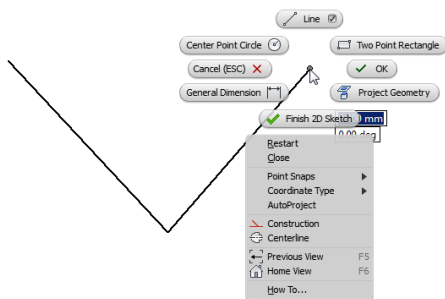 Line
Center Point Circle
Two Point Rectangle
Cancel (ESC)
OK
General Dimension
Project Geometry
Finish 2D Sketch
mm
0.00 deg
Restart
Close
Point Snaps
Coordinate Type
AutoProject
Construction
Centerline
Previous View F5
Home View F6
How To...